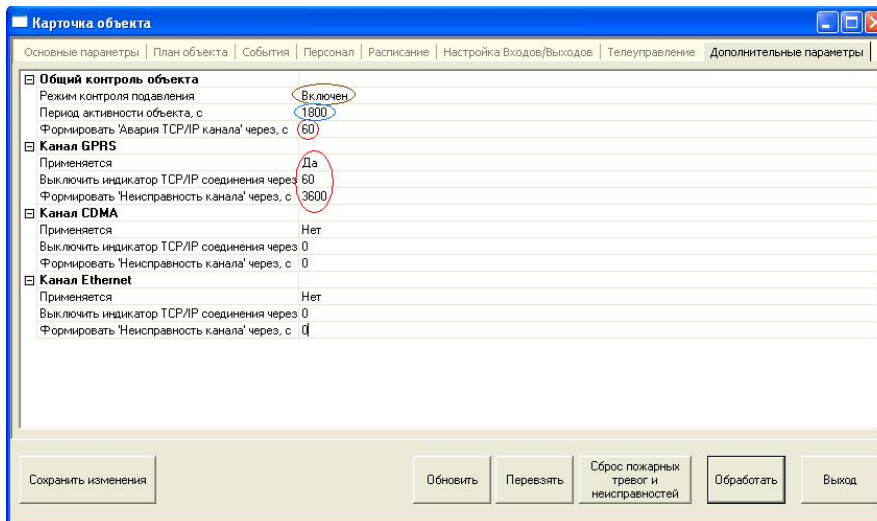 Карточка объекта
Основные параметры | План объекта | События | Персонал | Расписание | Настройка Входов/Выходов | Телеуправление Дополнительные параметры
Общий контроль объекта
Режим контроля подавления Включен
Период активности объекта, с 1800
Формировать 'Авария TCP/IP канала' через, с 60
Канал GPRS
Применяется Да
Выключить индикатор TCP/IP соединения через 60
Формировать 'Неисправность канала' через, с 3600
Канал CDMA
Применяется Нет
Выключить индикатор TCP/IP соединения через 0
Формировать 'Неисправность канала' через, с 0
Канал Ethernet
Применяется Нет
Выключить индикатор TCP/IP соединения через 0
Формировать 'Неисправность канала' через, с 0
Сохранить изменения
Обновить
Перевзять
Сброс пожарных
тревог и
неисправностей
Обработать
Выход